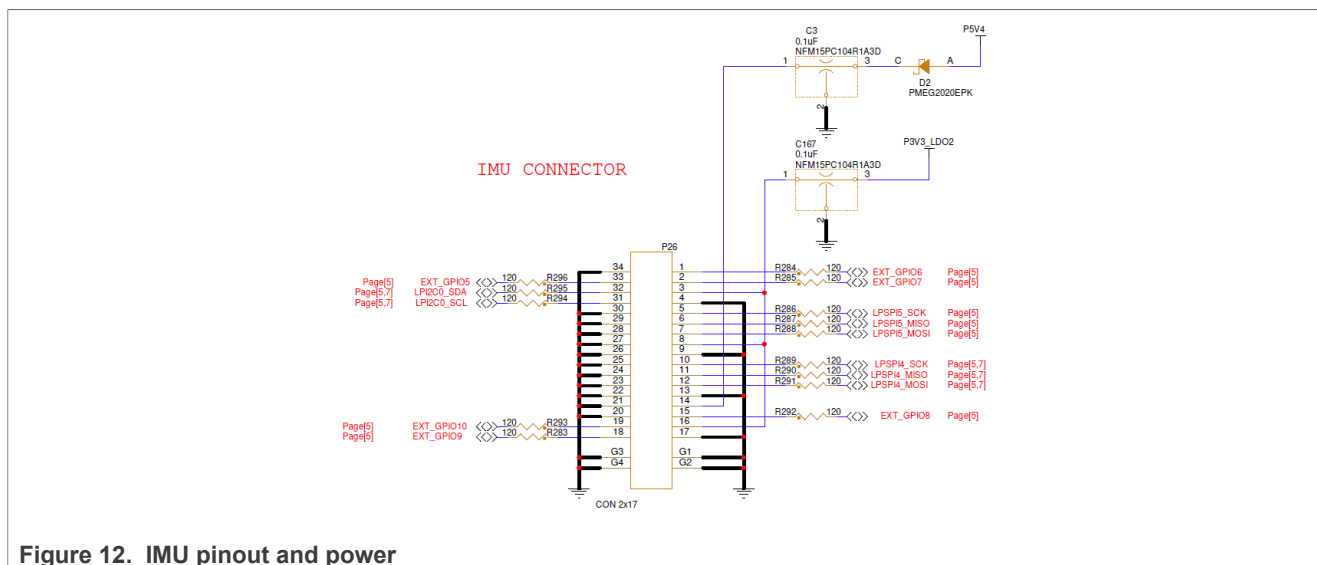 C3
0.1uF
NFM15PC104R1A3D
P5V4
1
3
C
A
D2
PMEG2020EPK
2
C167
0.1uF
NFM15PC104R1A3D
P3V3_LDO2
1
3
2
IMU CONNECTOR
P26
34 1 R284 120 EXT_GPIO6 Page[5]
Page[5] EXT_GPIO5 120 R296 33 2 R285 120 EXT_GPIO7 Page[5]
Page[5,7] LPI2C0_SDA 120 R295 32 3
Page[5,7] LPI2C0_SCL 120 R294 31 4
30 5 R286 120 LPSPI5_SCK Page[5]
29 6 R287 120 LPSPI5_MISO Page[5]
28 7 R288 120 LPSPI5_MOSI Page[5]
27 8
26 9
25 10 R289 120 LPSPI4_SCK Page[5,7]
24 11 R290 120 LPSPI4_MISO Page[5,7]
23 12 R291 120 LPSPI4_MOSI Page[5,7]
22 13
21 14
20 15 R292 120 EXT_GPIO8 Page[5]
Page[5] EXT_GPIO10 120 R293 19 16
Page[5] EXT_GPIO9 120 R283 18 17
G3 G1
G4 G2
CON 2x17
Figure 12. IMU pinout and power